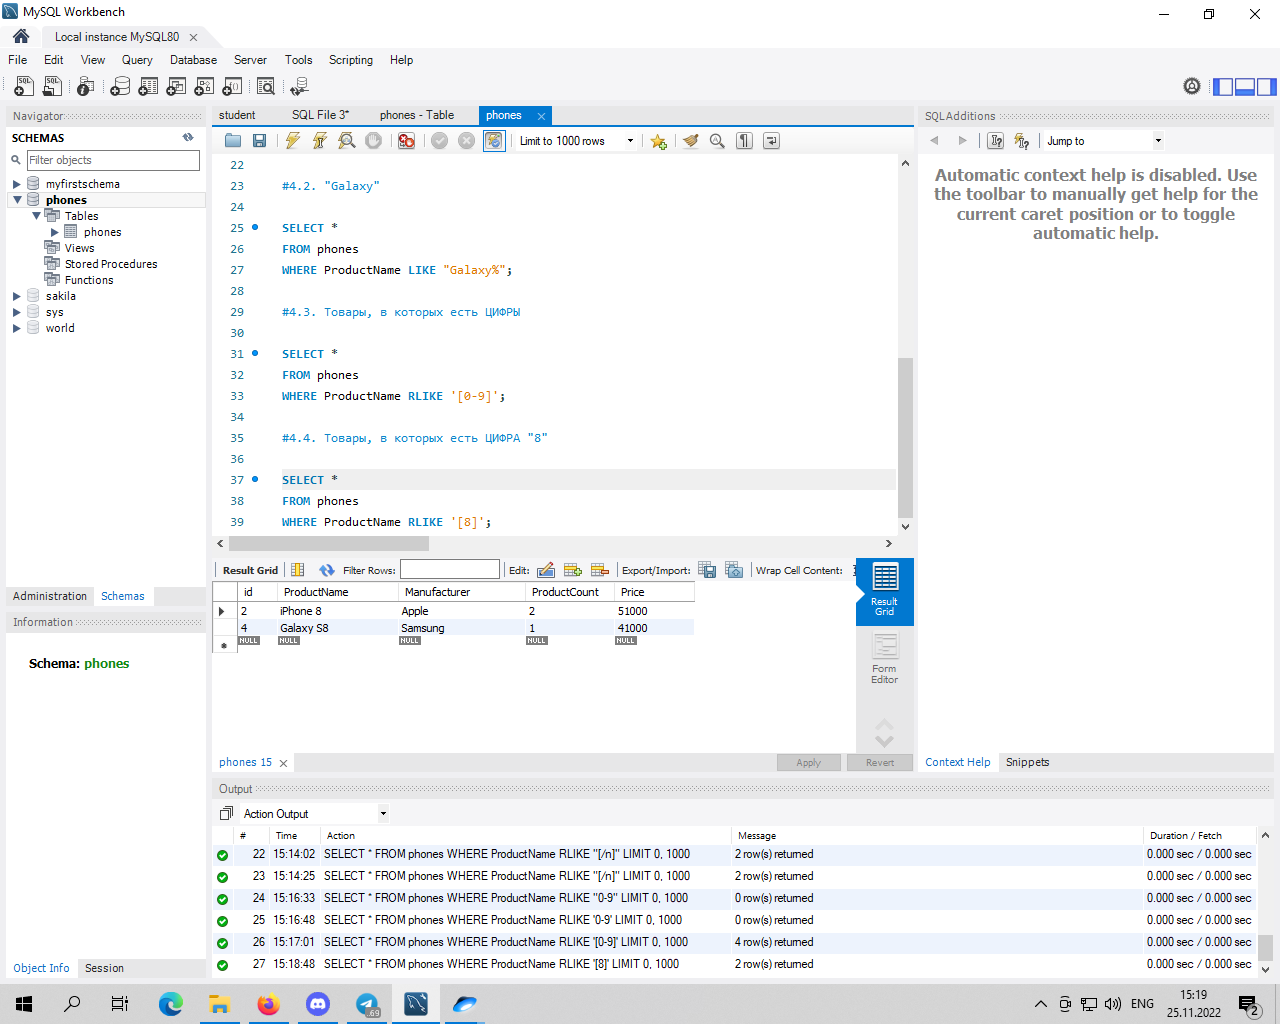 MySQL Workbench
Local instance MySQL80
File Edit View Query Database Server Tools Scripting Help
Navigator
SCHEMAS
Filter objects
myfirstschema
phones
Tables
phones
Views
Stored Procedures
Functions
sakila
sys
world
Administration Schemas
Information
Schema: phones
Object Info Session
student SQL File 3* phones - Table phones
Limit to 1000 rows
22
23 #4.2. "Galaxy"
24
25 SELECT *
26 FROM phones
27 WHERE ProductName LIKE "Galaxy%";
28
29 #4.3. Товары, в которых есть ЦИФРЫ
30
31 SELECT *
32 FROM phones
33 WHERE ProductName RLIKE '[0-9]';
34
35 #4.4. Товары, в которых есть ЦИФРА "8"
36
37 SELECT *
38 FROM phones
39 WHERE ProductName RLIKE '[8]';
Result Grid Filter Rows: Edit: Export/Import: Wrap Cell Content:
id ProductName Manufacturer ProductCount Price
2 iPhone 8 Apple 2 51000
4 Galaxy S8 Samsung 1 41000
NULL NULL NULL NULL NULL
Result Grid
Form Editor
phones 15
Apply Revert
SQLAdditions
Jump to
Automatic context help is disabled. Use
the toolbar to manually get help for the
current caret position or to toggle
automatic help.
Context Help Snippets
Output
Action Output
# Time Action Message Duration / Fetch
22 15:14:02 SELECT * FROM phones WHERE ProductName RLIKE "[/n]" LIMIT 0, 1000 2 row(s) returned 0.000 sec / 0.000 sec
23 15:14:25 SELECT * FROM phones WHERE ProductName RLIKE "[/n]" LIMIT 0, 1000 2 row(s) returned 0.000 sec / 0.000 sec
24 15:16:33 SELECT * FROM phones WHERE ProductName RLIKE "0-9" LIMIT 0, 1000 0 row(s) returned 0.000 sec / 0.000 sec
25 15:16:48 SELECT * FROM phones WHERE ProductName RLIKE '0-9' LIMIT 0, 1000 0 row(s) returned 0.000 sec / 0.000 sec
26 15:17:01 SELECT * FROM phones WHERE ProductName RLIKE '[0-9]' LIMIT 0, 1000 4 row(s) returned 0.000 sec / 0.000 sec
27 15:18:48 SELECT * FROM phones WHERE ProductName RLIKE '[8]' LIMIT 0, 1000 2 row(s) returned 0.000 sec / 0.000 sec
.69
ENG
15:19
25.11.2022
2